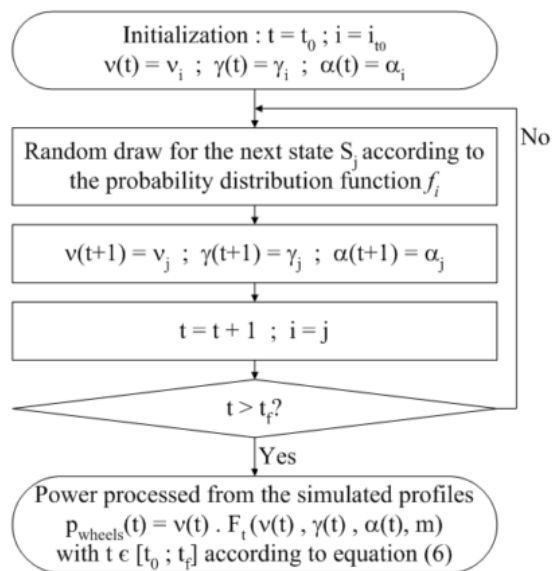 Initialization : t = t₀ ; i = iₜ₀
ν(t) = νᵢ ; γ(t) = γᵢ ; α(t) = αᵢ
No
Random draw for the next state Sⱼ according to
the probability distribution function fᵢ
ν(t+1) = νⱼ ; γ(t+1) = γⱼ ; α(t+1) = αⱼ
t = t + 1 ; i = j
t > t_f?
Yes
Power processed from the simulated profiles
p_wheels(t) = ν(t) . Fₜ(ν(t) , γ(t) , α(t), m)
with t ϵ [t₀ ; t_f] according to equation (6)